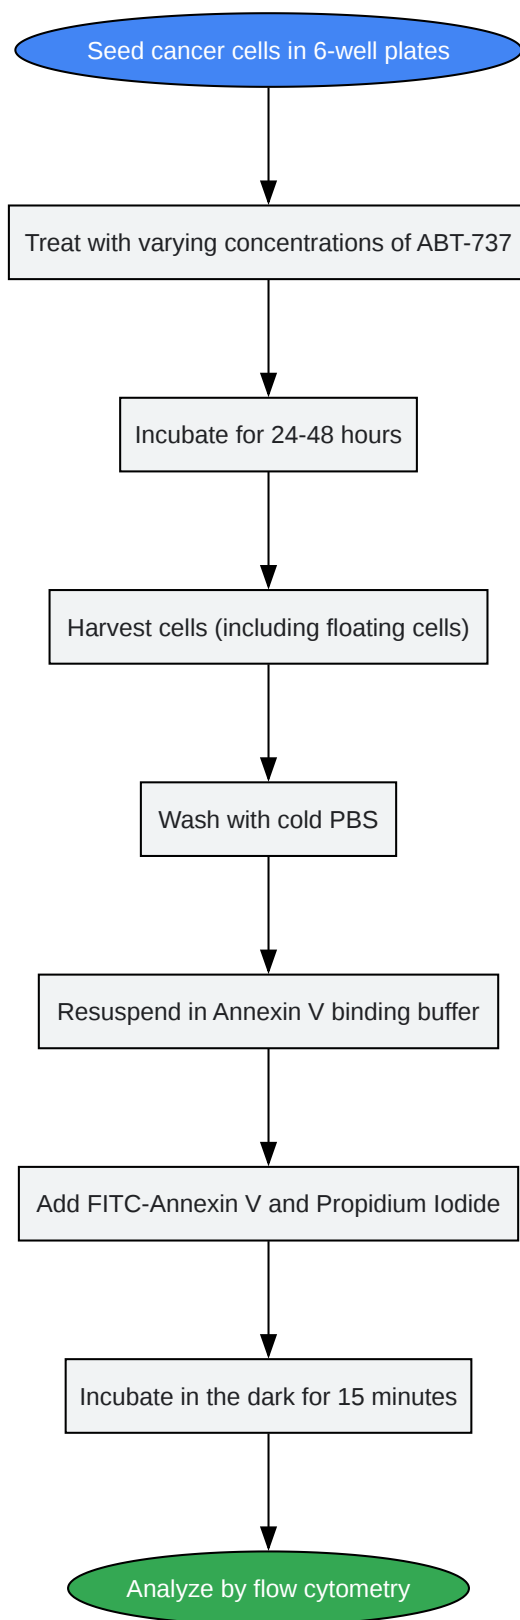 Seed cancer cells in 6-well plates
Treat with varying concentrations of ABT-737
Incubate for 24-48 hours
Harvest cells (including floating cells)
Wash with cold PBS
Resuspend in Annexin V binding buffer
Add FITC-Annexin V and Propidium Iodide
Incubate in the dark for 15 minutes
Analyze by flow cytometry